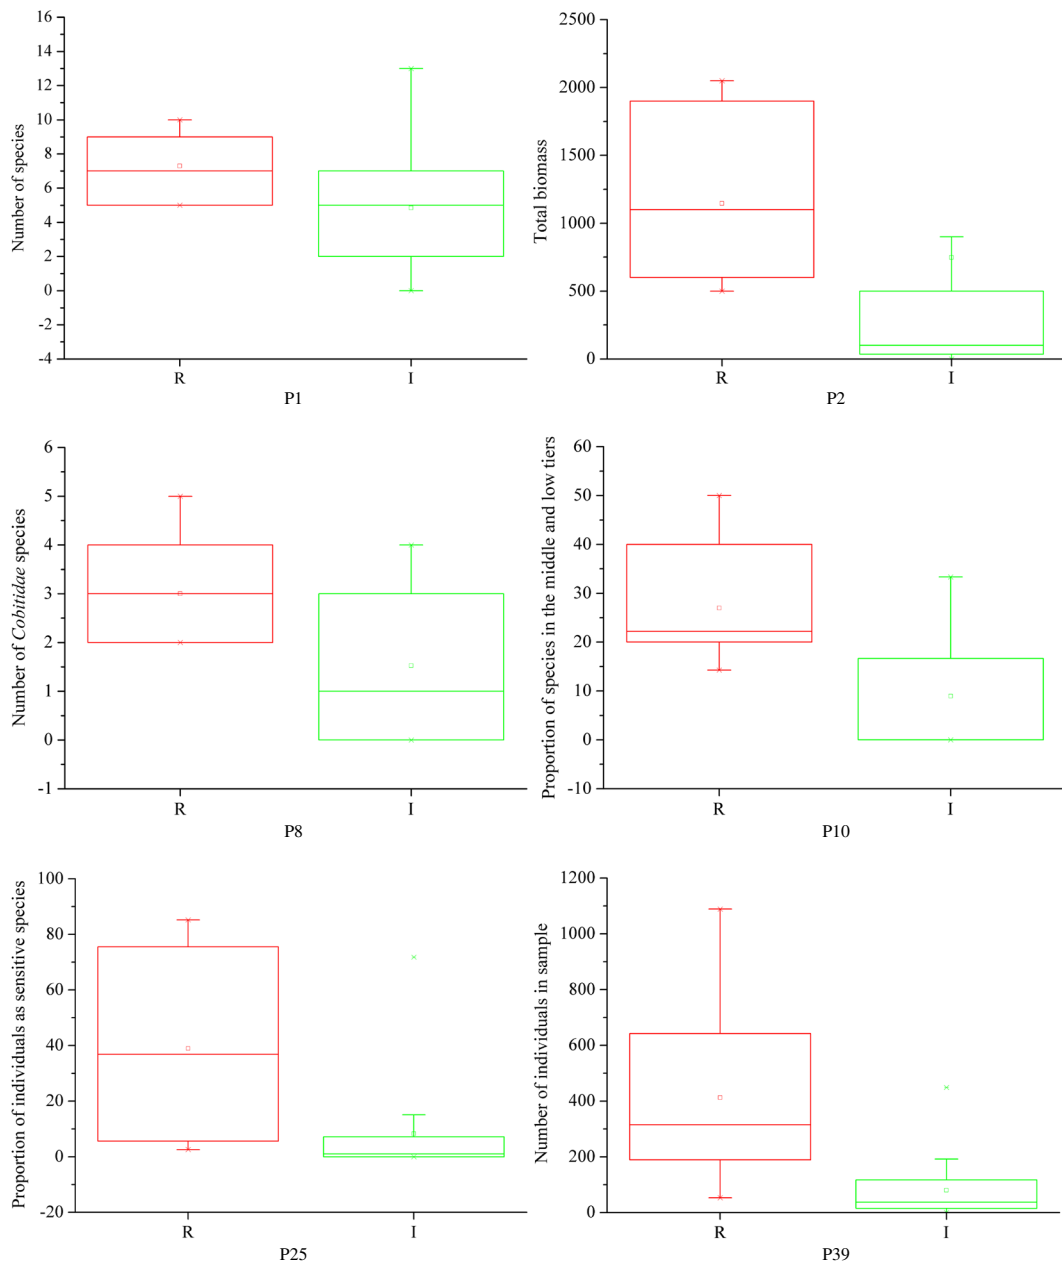 Number of species
16
14
12
10
8
6
4
2
0
-2
-4
R I
P1
Total biomass
2500
2000
1500
1000
500
0
R I
P2
Number of Cobitidae species
6
5
4
3
2
1
0
-1
R I
P8
Proportion of species in the middle and low tiers
60
50
40
30
20
10
0
-10
R I
P10
Proportion of individuals as sensitive species
100
80
60
40
20
0
-20
R I
P25
Number of individuals in sample
1200
1000
800
600
400
200
0
R I
P39